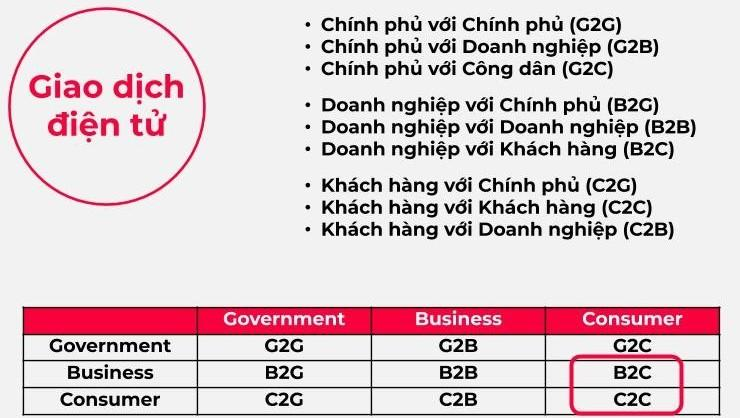 Giao dịch
điện tử
• Chính phủ với Chính phủ (G2G)
• Chính phủ với Doanh nghiệp (G2B)
• Chính phủ với Công dân (G2C)
• Doanh nghiệp với Chính phủ (B2G)
• Doanh nghiệp với Doanh nghiệp (B2B)
• Doanh nghiệp với Khách hàng (B2C)
• Khách hàng với Chính phủ (C2G)
• Khách hàng với Khách hàng (C2C)
• Khách hàng với Doanh nghiệp (C2B)
Government Business Consumer
Government G2G G2B G2C
Business B2G B2B B2C
Consumer C2G C2B C2C